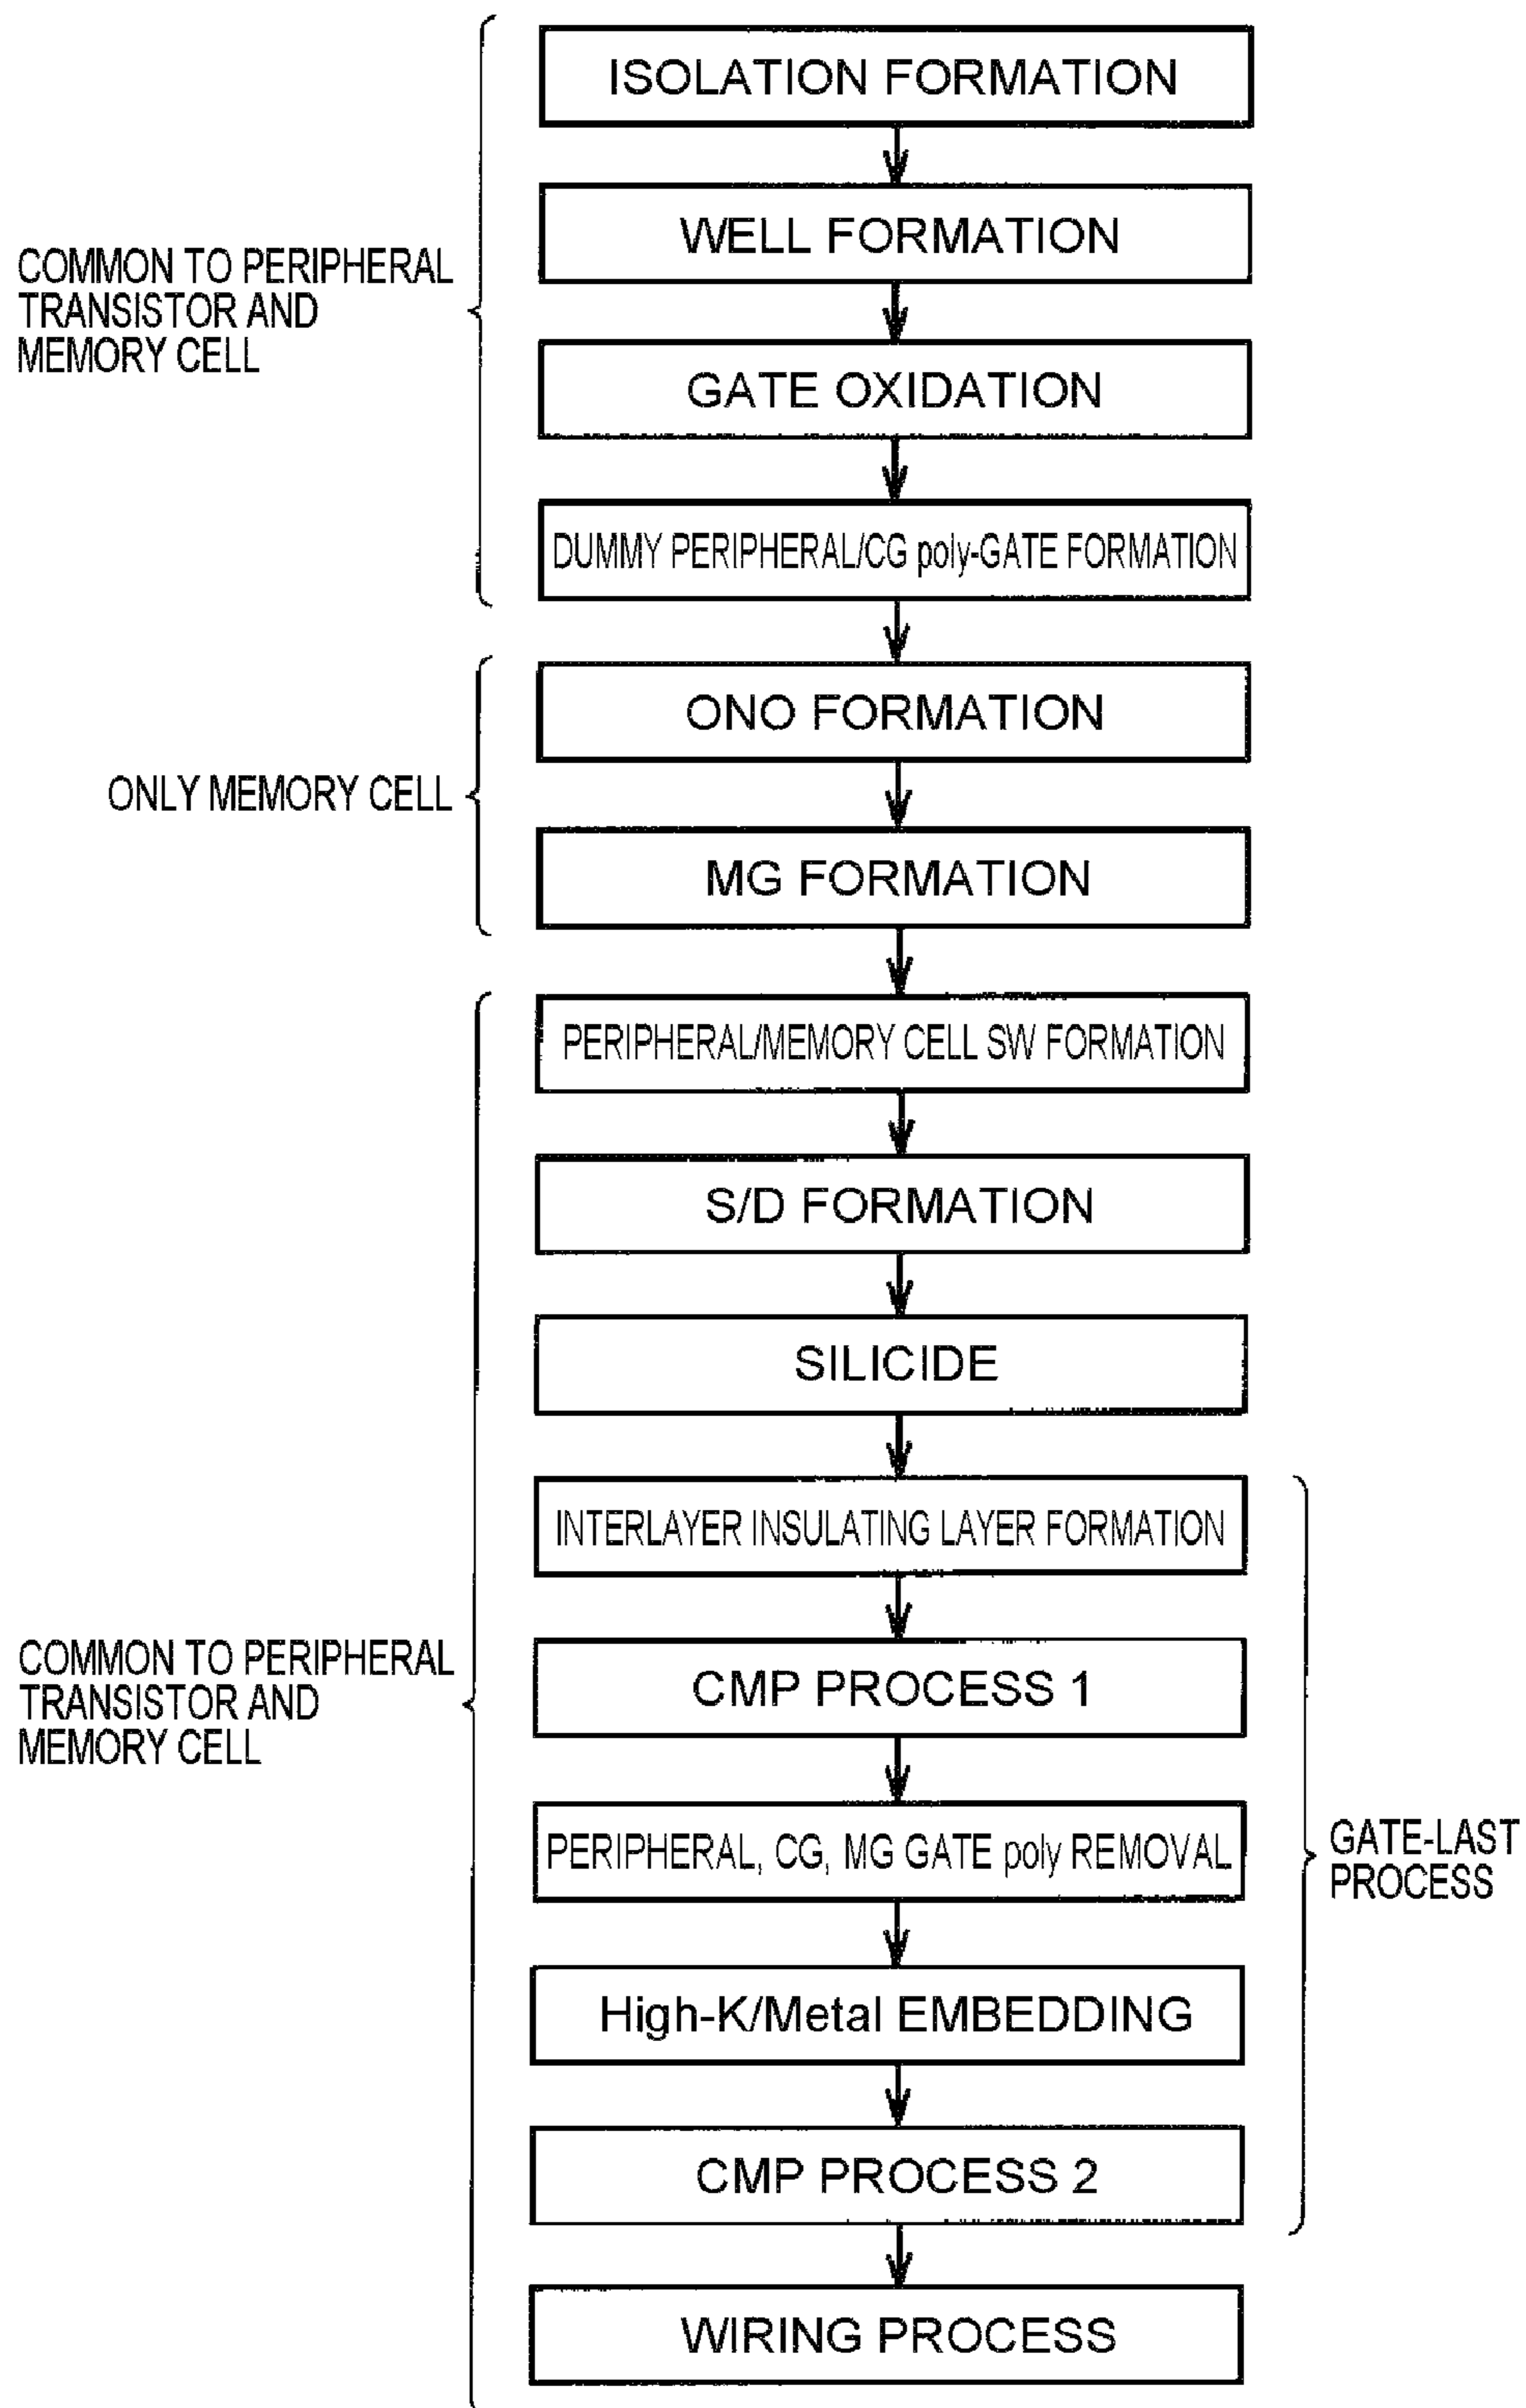 ISOLATION FORMATION
WELL FORMATION
COMMON TO PERIPHERAL
TRANSISTOR AND
MEMORY CELL
GATE OXIDATION
DUMMY PERIPHERAL/CG poly-GATE FORMATION
ONO FORMATION
ONLY MEMORY CELL
MG FORMATION
PERIPHERAL/MEMORY CELL SW FORMATION
S/D FORMATION
SILICIDE
INTERLAYER INSULATING LAYER FORMATION
COMMON TO PERIPHERAL
TRANSISTOR AND
MEMORY CELL
CMP PROCESS 1
PERIPHERAL, CG, MG GATE poly REMOVAL
GATE-LAST
PROCESS
High-K/Metal EMBEDDING
CMP PROCESS 2
WIRING PROCESS